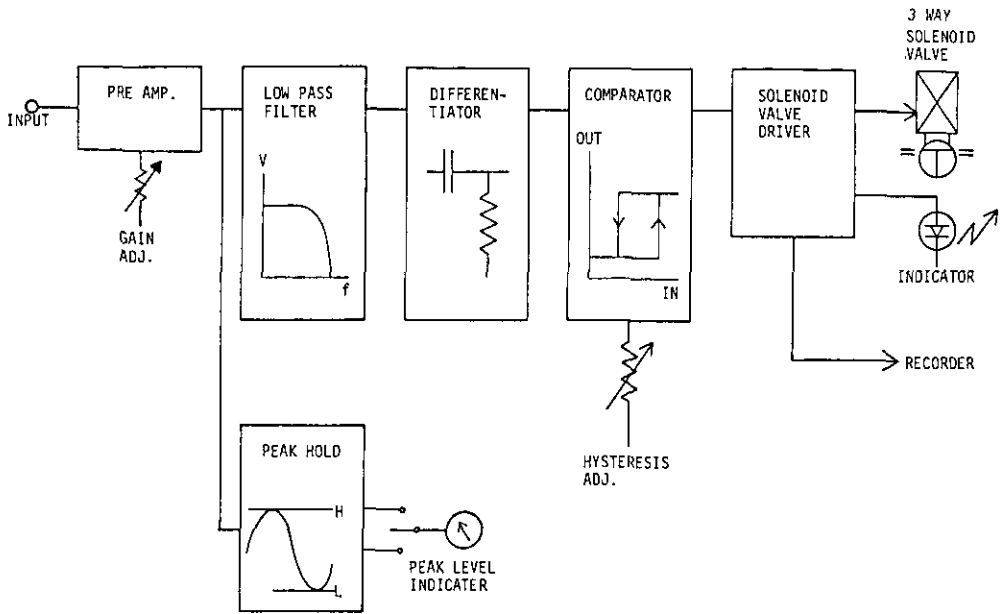 3 WAY
SOLENOID
VALVE
PRE AMP.
LOW PASS
FILTER
DIFFEREN-
TIATOR
COMPARATOR
SOLENOID
VALVE
DRIVER
INPUT
OUT
V
GAIN
ADJ.
f
IN
INDICATOR
RECORDER
PEAK HOLD
HYSTERESIS
ADJ.
H
L
PEAK LEVEL
INDICATER